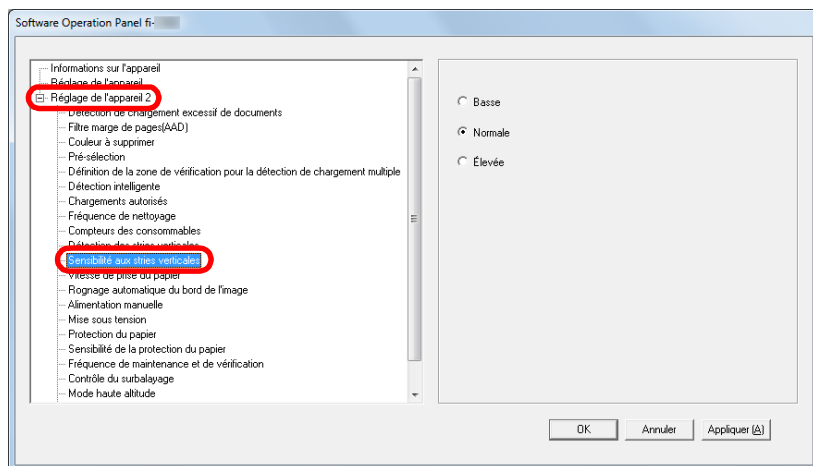 Software Operation Panel fi-
Informations sur l'appareil
Réglage de l'appareil
Réglage de l'appareil 2
Détection de chargement excessif de documents
Filtre marge de pages(AAD)
Couleur à supprimer
Pré-sélection
Définition de la zone de vérification pour la détection de chargement multiple
Détection intelligente
Chargements autorisés
Fréquence de nettoyage
Compteurs des consommables
Détection des stries verticales
Sensibilité aux stries verticales
Vitesse de prise du papier
Rognage automatique du bord de l'image
Alimentation manuelle
Mise sous tension
Protection du papier
Sensibilité de la protection du papier
Fréquence de maintenance et de vérification
Contrôle du surbalayage
Mode haute altitude
Basse
Normale
Élevée
OK
Annuler
Appliquer (A)